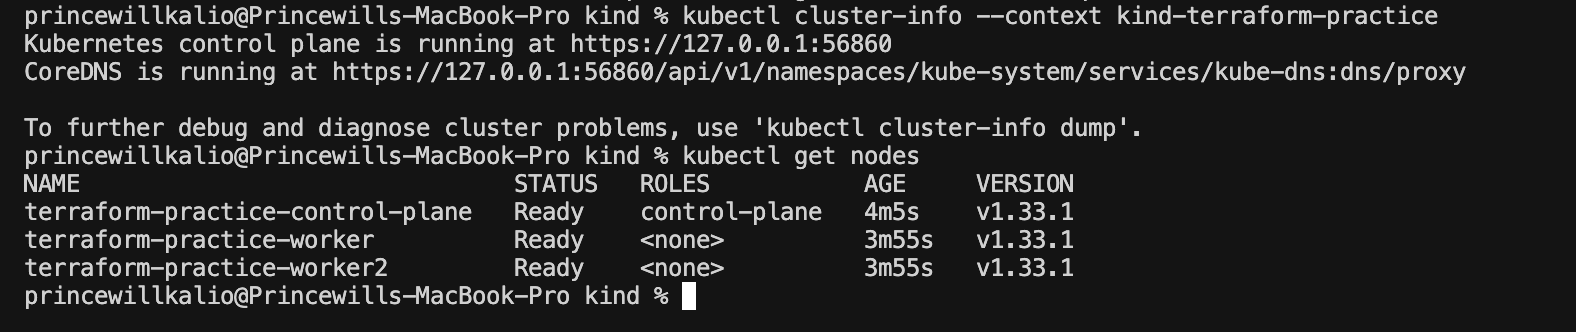 princewillkalio@Princewills-MacBook-Pro kind % kubectl cluster-info --context kind-terraform-practice
Kubernetes control plane is running at https://127.0.0.1:56860
CoreDNS is running at https://127.0.0.1:56860/api/v1/namespaces/kube-system/services/kube-dns:dns/proxy

To further debug and diagnose cluster problems, use 'kubectl cluster-info dump'.
princewillkalio@Princewills-MacBook-Pro kind % kubectl get nodes
NAME                              STATUS   ROLES           AGE     VERSION
terraform-practice-control-plane   Ready    control-plane   4m5s    v1.33.1
terraform-practice-worker          Ready    <none>          3m55s   v1.33.1
terraform-practice-worker2         Ready    <none>          3m55s   v1.33.1
princewillkalio@Princewills-MacBook-Pro kind %